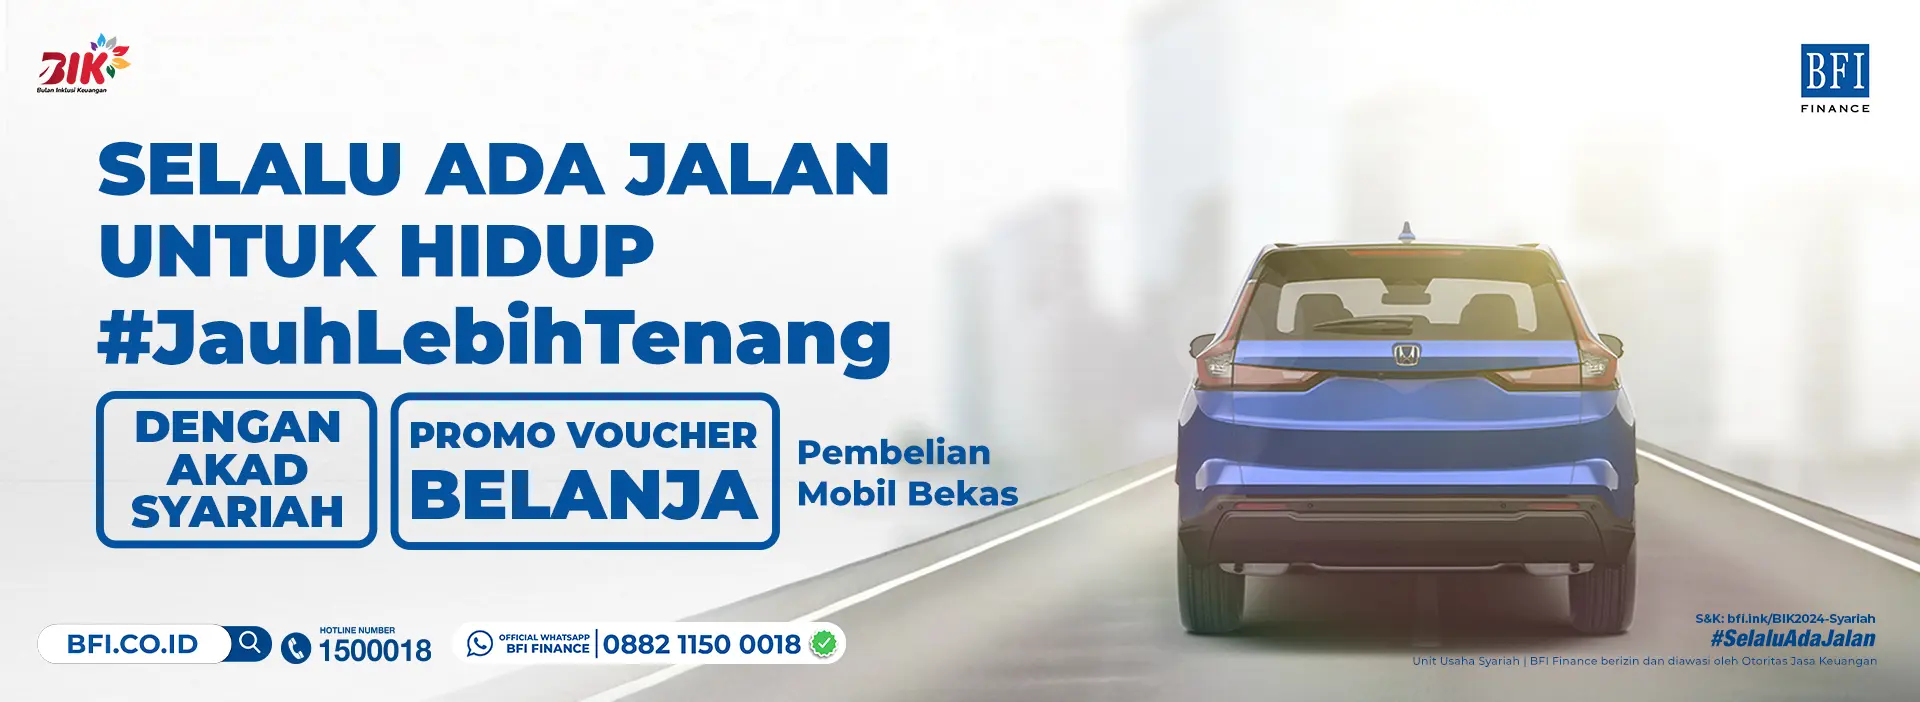 BIK
Bulan Inklusi Keuangan
BFI
FINANCE
SELALU ADA JALAN
UNTUK HIDUP
#JauhLebihTenang
DENGAN
AKAD
SYARIAH
PROMO VOUCHER
BELANJA
Pembelian
Mobil Bekas
BFI.CO.ID
HOTLINE NUMBER
1500018
OFFICIAL WHATSAPP
BFI FINANCE
0882 1150 0018
S&K: bfi.ink/BIK2024-Syariah
#SelaluAdaJalan
Unit Usaha Syariah | BFI Finance berizin dan diawasi oleh Otoritas Jasa Keuangan